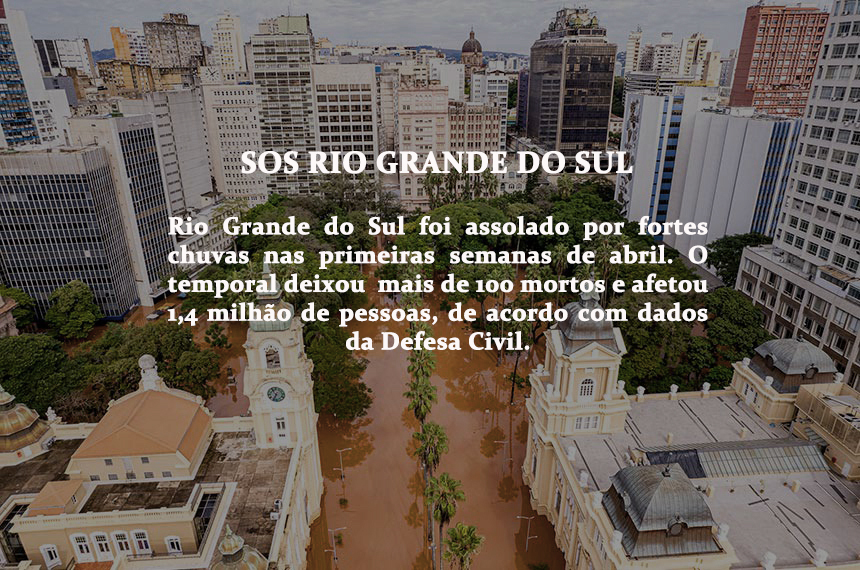 SOS RIO GRANDE DO SUL
Rio Grande do Sul foi assolado por fortes
chuvas nas primeiras semanas de abril. O
temporal deixou mais de 100 mortos e afetou
1,4 milhão de pessoas, de acordo com dados
da Defesa Civil.